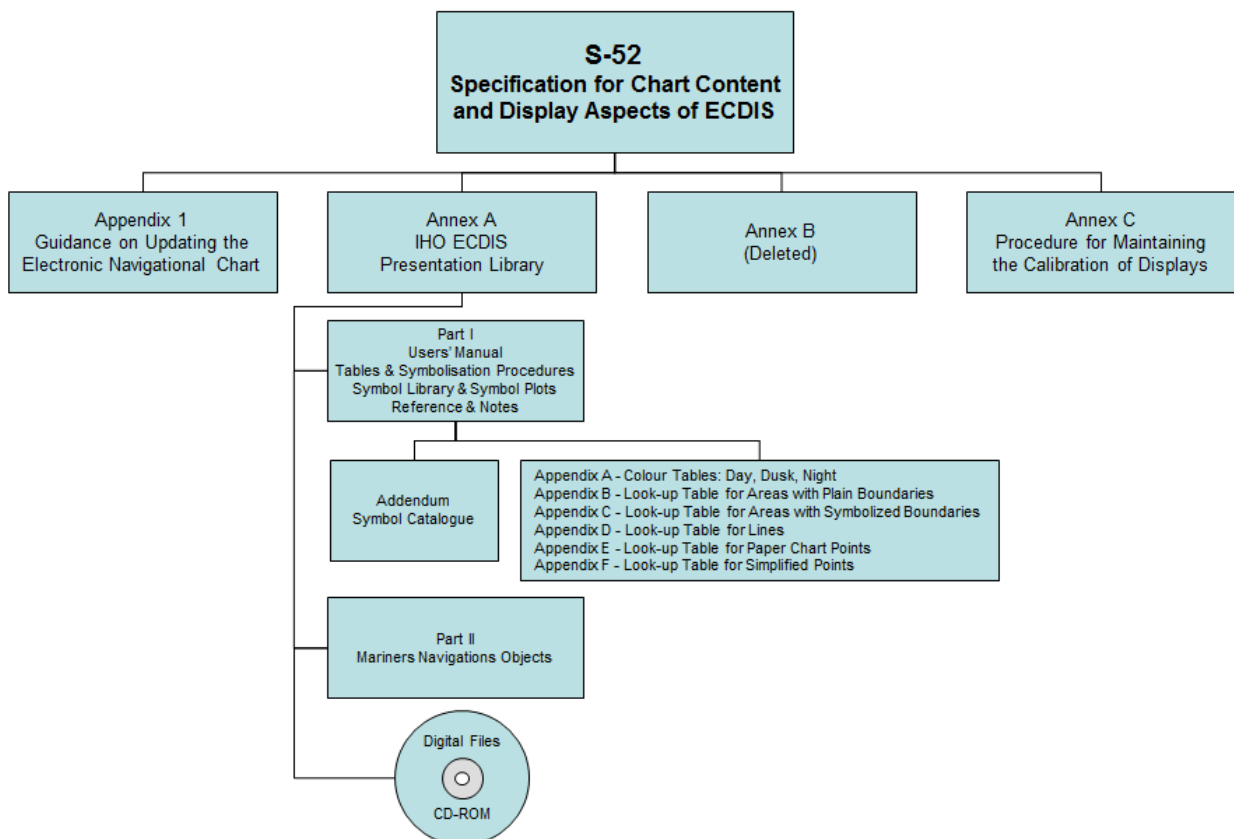 S-52
Specification for Chart Content
and Display Aspects of ECDIS
Appendix 1
Guidance on Updating the
Electronic Navigational Chart
Annex A
IHO ECDIS
Presentation Library
Annex B
(Deleted)
Annex C
Procedure for Maintaining
the Calibration of Displays
Part I
Users' Manual
Tables & Symbolisation Procedures
Symbol Library & Symbol Plots
Reference & Notes
Addendum
Symbol Catalogue
Appendix A - Colour Tables: Day, Dusk, Night
Appendix B - Look-up Table for Areas with Plain Boundaries
Appendix C - Look-up Table for Areas with Symbolized Boundaries
Appendix D - Look-up Table for Lines
Appendix E - Look-up Table for Paper Chart Points
Appendix F - Look-up Table for Simplified Points
Part II
Mariners Navigations Objects
Digital Files
CD-ROM